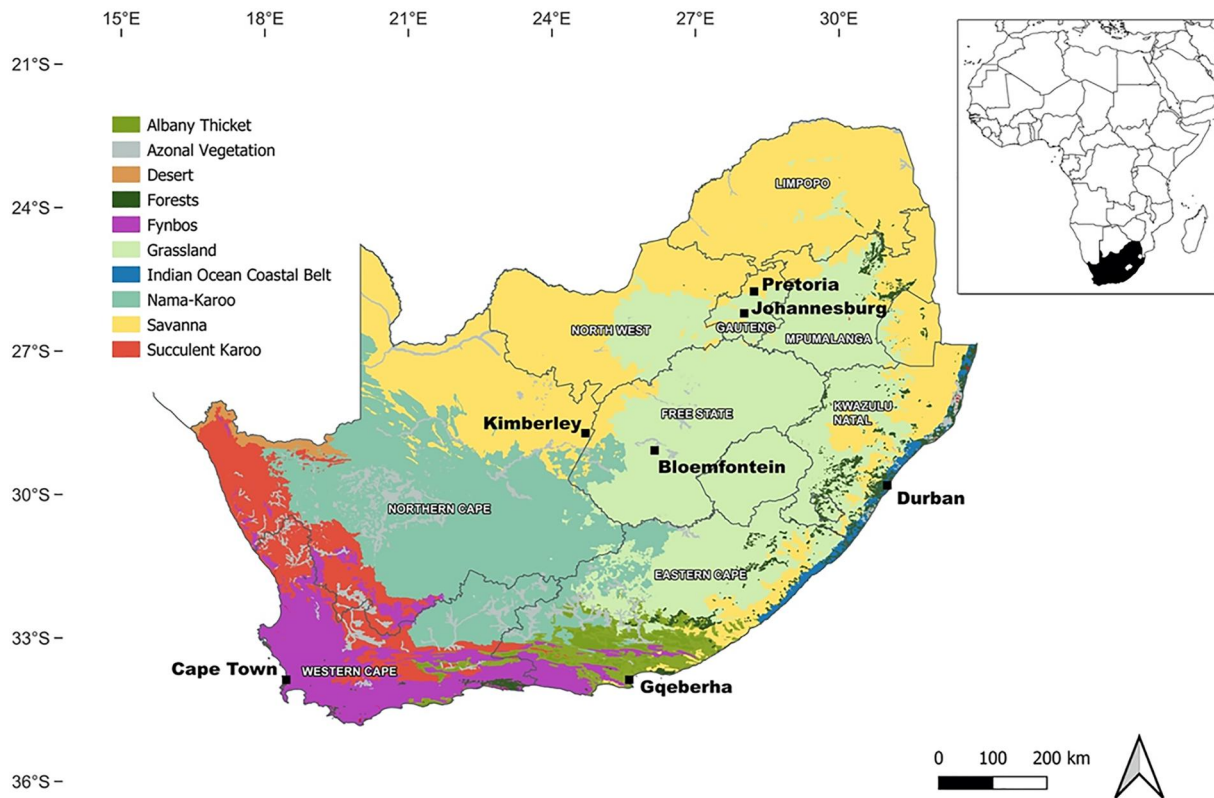 15°E
18°E
21°E
24°E
27°E
30°E
21°S
24°S
27°S
30°S
33°S
36°S
Albany Thicket
Azonal Vegetation
Desert
Forests
Fynbos
Grassland
Indian Ocean Coastal Belt
Nama-Karoo
Savanna
Succulent Karoo
LIMPOPO
Pretoria
Johannesburg
NORTH WEST
GAUTENG
MPUMALANGA
FREE STATE
KWAZULU
NATAL
Kimberley
Bloemfontein
Durban
NORTHERN CAPE
EASTERN CAPE
Cape Town
WESTERN CAPE
Gqeberha
0 100 200 km